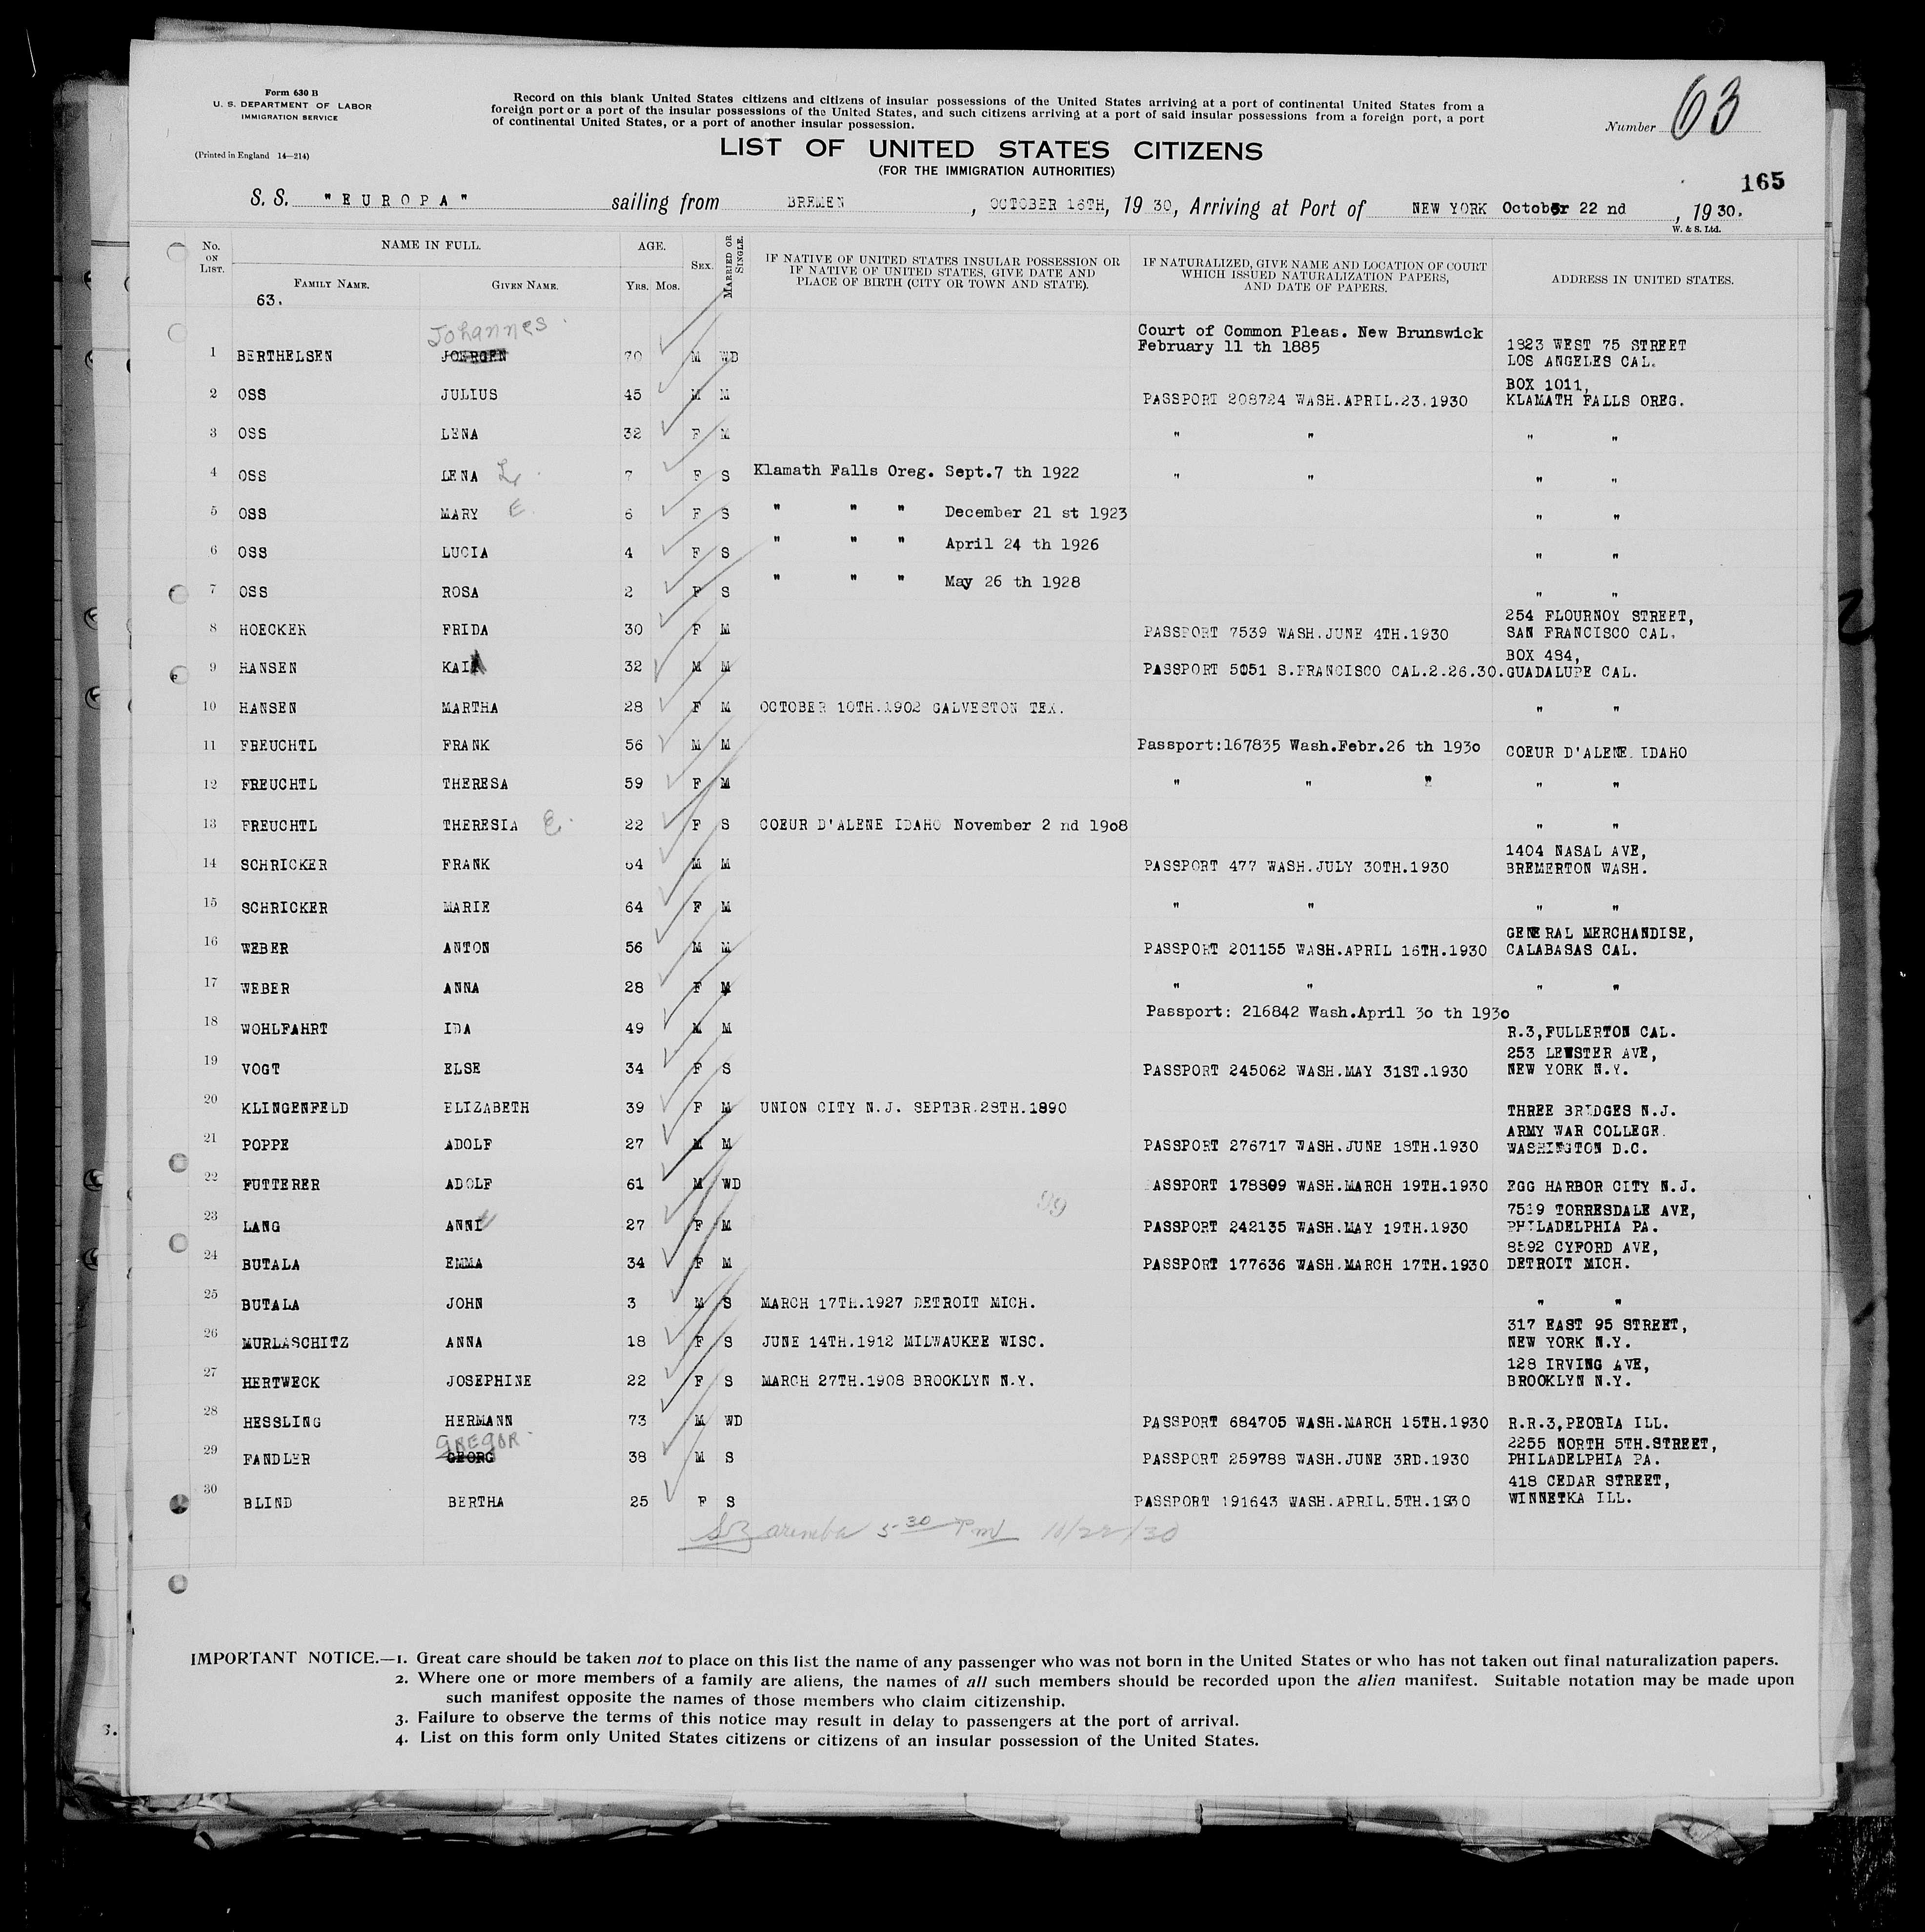 Form 630 B
U. S. DEPARTMENT OF LABOR
IMMIGRATION SERVICE
(Printed in England 14—214)
Record on this blank United States citizens and citizens of insular possessions of the United States arriving at a port of continental United States from a
foreign port or a port of the insular possessions of the United States, and such citizens arriving at a port of said insular possessions from a foreign port, a port
of continental United States, or a port of another insular possession.
Number 63
LIST OF UNITED STATES CITIZENS
(FOR THE IMMIGRATION AUTHORITIES)
165
S. S. "EUROPA" sailing from BREMEN, OCTOBER 16TH, 19 30, Arriving at Port of NEW YORK October 22 nd, 19 30.
W. & S. Ltd.
No. ON LIST. NAME IN FULL. AGE. SEX. MARRIED OR SINGLE. IF NATIVE OF UNITED STATES INSULAR POSSESSION OR IF NATIVE OF UNITED STATES, GIVE DATE AND PLACE OF BIRTH (CITY OR TOWN AND STATE). IF NATURALIZED, GIVE NAME AND LOCATION OF COURT WHICH ISSUED NATURALIZATION PAPERS, AND DATE OF PAPERS. ADDRESS IN UNITED STATES.
FAMILY NAME. GIVEN NAME. YRS. MOS.
63.
Johannes
Court of Common Pleas. New Brunswick
1 BERTHELSEN JOERGEN 70 M WD February 11 th 1885 1823 WEST 75 STREET
LOS ANGELES CAL.
BOX 1011,
2 OSS JULIUS 45 M M PASSPORT 208724 WASH.APRIL.23.1930 KLAMATH FALLS OREG.
3 OSS LENA 32 F M " " " "
4 OSS LENA L. 7 F S Klamath Falls Oreg. Sept.7 th 1922 " " " "
5 OSS MARY E. 6 F S " " " December 21 st 1923 " "
6 OSS LUCIA 4 F S " " " April 24 th 1926 " "
7 OSS ROSA 2 F S " " " May 26 th 1928 " "
254 FLOURNOY STREET,
8 HOECKER FRIDA 30 F M PASSPORT 7539 WASH.JUNE 4TH.1930 SAN FRANCISCO CAL.
BOX 484,
9 HANSEN KAI 32 M M PASSPORT 5051 S.FRANCISCO CAL.2.26.30. GUADALUPE CAL.
10 HANSEN MARTHA 28 F M OCTOBER 10TH.1902 GALVESTON TEX. " "
11 FREUCHTL FRANK 56 M M Passport:167835 Wash.Febr.26 th 1930 COEUR D'ALENE IDAHO
12 FREUCHTL THERESA 59 F M " " " " "
13 FREUCHTL THERESIA E. 22 F S COEUR D'ALENE IDAHO November 2 nd 1908 " "
1404 NASAL AVE,
14 SCHRICKER FRANK 64 M M PASSPORT 477 WASH.JULY 30TH.1930 BREMERTON WASH.
15 SCHRICKER MARIE 64 F M " " " "
GENERAL MERCHANDISE,
16 WEBER ANTON 56 M M PASSPORT 201155 WASH.APRIL 16TH.1930 CALABASAS CAL.
17 WEBER ANNA 28 F M " " " "
Passport: 216842 Wash.April 30 th 1930
18 WOHLFAHRT IDA 49 M M R.3,FULLERTON CAL.
253 LEWSTER AVE,
19 VOGT ELSE 34 F S PASSPORT 245062 WASH.MAY 31ST.1930 NEW YORK N.Y.
20 KLINGENFELD ELIZABETH 39 F M UNION CITY N.J. SEPTBR.28TH.1890 THREE BRIDGES N.J.
ARMY WAR COLLEGE.
21 POPPE ADOLF 27 M M PASSPORT 276717 WASH.JUNE 18TH.1930 WASHINGTON D.C.
22 FUTTERER ADOLF 61 M WD PASSPORT 178809 WASH.MARCH 19TH.1930 EGG HARBOR CITY N.J.
99
7519 TORRESDALE AVE,
23 LANG ANNI 27 F M PASSPORT 242135 WASH.MAY 19TH.1930 PHILADELPHIA PA.
8592 CYFORD AVE,
24 BUTALA EMMA 34 F M PASSPORT 177636 WASH.MARCH 17TH.1930 DETROIT MICH.
25 BUTALA JOHN 3 M S MARCH 17TH.1927 DETROIT MICH. " "
317 EAST 95 STREET,
26 MURLASCHITZ ANNA 18 F S JUNE 14TH.1912 MILWAUKEE WISC. NEW YORK N.Y.
128 IRVING AVE,
27 HERTWECK JOSEPHINE 22 F S MARCH 27TH.1908 BROOKLYN N.Y. BROOKLYN N.Y.
28 HESSLING HERMANN 73 M WD PASSPORT 684705 WASH.MARCH 15TH.1930 R.R.3,PEORIA ILL.
GREGOR
2255 NORTH 5TH.STREET,
29 FANDLER GEORG 38 M S PASSPORT 259788 WASH.JUNE 3RD.1930 PHILADELPHIA PA.
418 CEDAR STREET,
30 BLIND BERTHA 25 F S PASSPORT 191643 WASH.APRIL.5TH.1930 WINNETKA ILL.
5 30 Pm 10/22/30
IMPORTANT NOTICE.—1. Great care should be taken not to place on this list the name of any passenger who was not born in the United States or who has not taken out final naturalization papers.
2. Where one or more members of a family are aliens, the names of all such members should be recorded upon the alien manifest. Suitable notation may be made upon
such manifest opposite the names of those members who claim citizenship.
3. Failure to observe the terms of this notice may result in delay to passengers at the port of arrival.
4. List on this form only United States citizens or citizens of an insular possession of the United States.